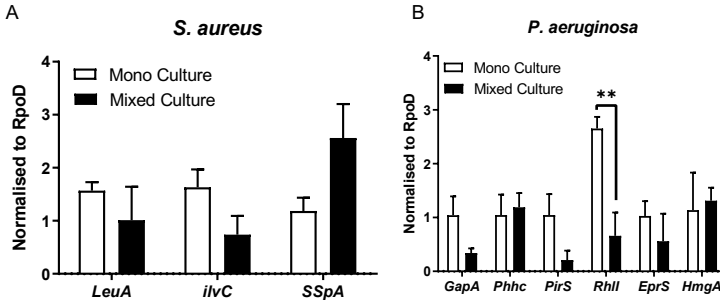 A
S. aureus
Normalised to RpoD
4
3
2
1
0
Mono Culture
Mixed Culture
LeuA
ilvC
SSpA
B
P. aeruginosa
Normalised to RpoD
4
3
2
1
0
Mono Culture
Mixed Culture
**
GapA
Phhc
PirS
RhlI
EprS
HmgA